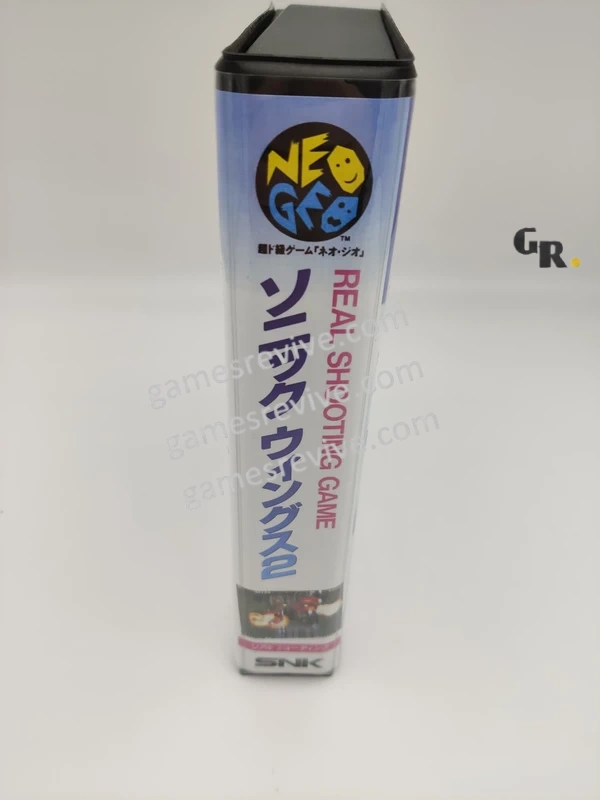 NEO
GEO
TM
超ド級ゲーム「ネオ・ジオ」
ソニックウィングス2
REAL SHOOTING GAME
SNK
GR.
gamesrevive.com
gamesrevive.com
gamesrevive.com